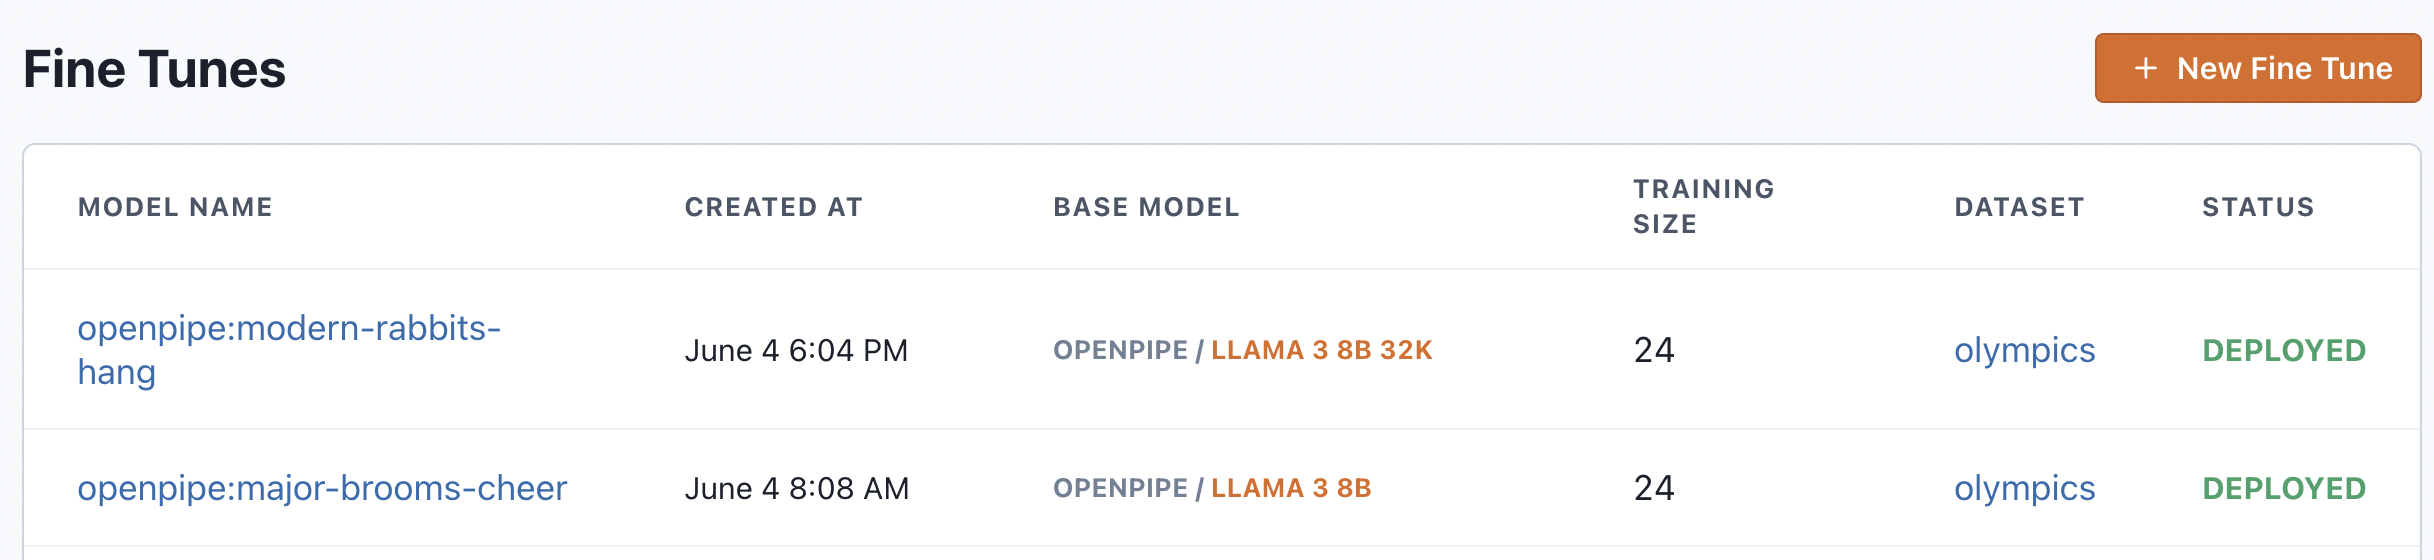 Fine Tunes
+ New Fine Tune
MODEL NAME CREATED AT BASE MODEL TRAINING SIZE DATASET STATUS
openpipe:modern-rabbits-
hang
June 4 6:04 PM OPENPIPE / LLAMA 3 8B 32K 24 olympics DEPLOYED
openpipe:major-brooms-cheer June 4 8:08 AM OPENPIPE / LLAMA 3 8B 24 olympics DEPLOYED